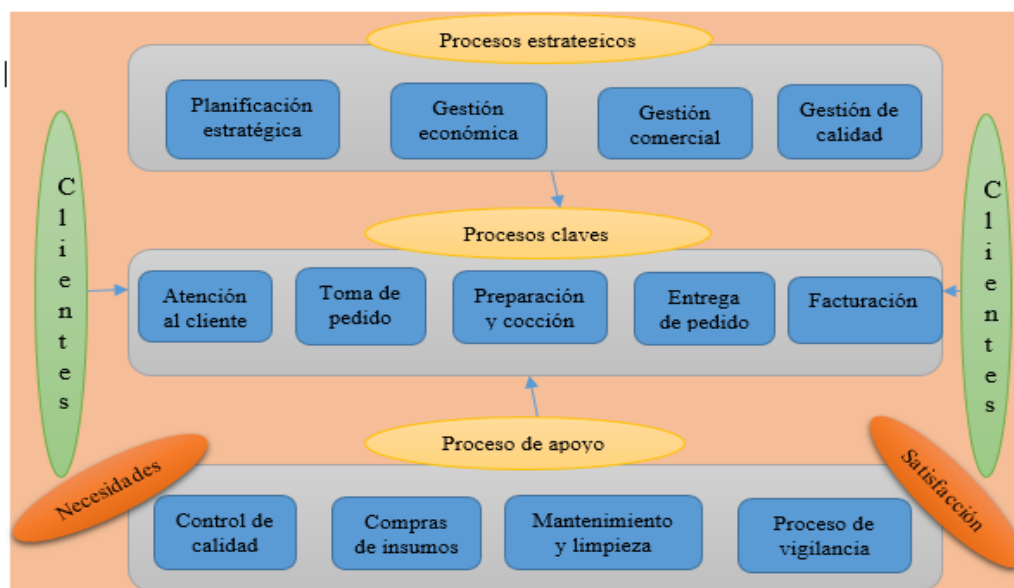 Procesos estrategicos
Planificación
estratégica
Gestión
económica
Gestión
comercial
Gestión de
calidad
Clientes
Clientes
Procesos claves
Atención
al cliente
Toma de
pedido
Preparación
y cocción
Entrega
de pedido
Facturación
Necesidades
Satisfacción
Proceso de apoyo
Control de
calidad
Compras
de insumos
Mantenimiento
y limpieza
Proceso de
vigilancia